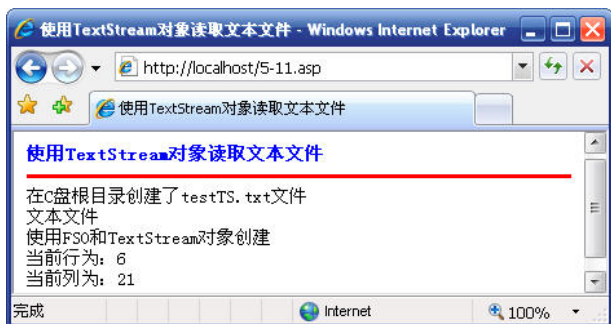 使用TextStream对象读取文本文件 - Windows Internet Explorer
http://localhost/5-11.asp
使用TextStream对象读取文本文件
使用TextStream对象读取文本文件
在C盘根目录创建了testTS.txt文件
文本文件
使用FSO和TextStream对象创建
当前行为: 6
当前列为: 21
完成 Internet 100%